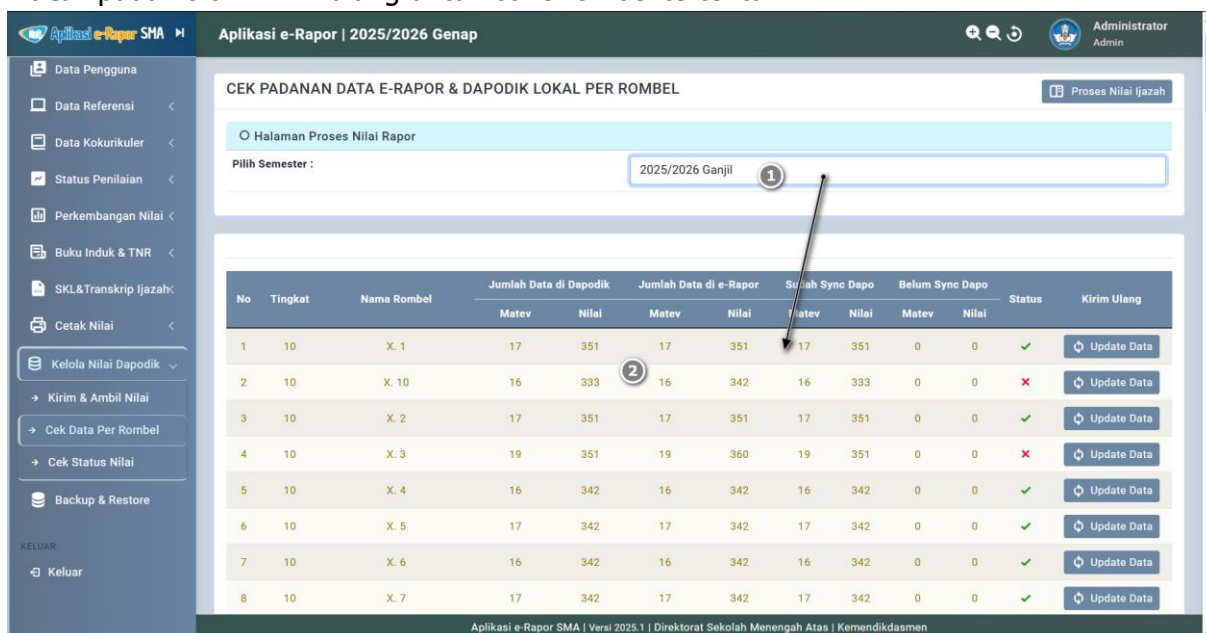 Aplikasi e-Rapor SMA
Aplikasi e-Rapor | 2025/2026 Genap
Administrator
Admin
Data Pengguna
Data Referensi
Data Kokurikuler
Status Penilaian
Perkembangan Nilai
Buku Induk & TNR
SKL&Transkrip Ijazah
Cetak Nilai
Kelola Nilai Dapodik
Kirim & Ambil Nilai
Cek Data Per Rombel
Cek Status Nilai
Backup & Restore
KELUAR
Keluar
CEK PADANAN DATA E-RAPOR & DAPODIK LOKAL PER ROMBEL
Proses Nilai Ijazah
Halaman Proses Nilai Rapor
Pilih Semester :
2025/2026 Ganjil
1
2
No Tingkat Nama Rombel Jumlah Data di Dapodik Jumlah Data di e-Rapor Sudah Sync Dapo Belum Sync Dapo Status Kirim Ulang
Matev Nilai Matev Nilai Matev Nilai Matev Nilai
1 10 X. 1 17 351 17 351 17 351 0 0 Update Data
2 10 X. 10 16 333 16 342 16 333 0 0 Update Data
3 10 X. 2 17 351 17 351 17 351 0 0 Update Data
4 10 X. 3 19 351 19 360 19 351 0 0 Update Data
5 10 X. 4 16 342 16 342 16 342 0 0 Update Data
6 10 X. 5 17 342 17 342 17 342 0 0 Update Data
7 10 X. 6 16 342 16 342 16 342 0 0 Update Data
8 10 X. 7 17 342 17 342 17 342 0 0 Update Data
Aplikasi e-Rapor SMA | Versi 2025.1 | Direktorat Sekolah Menengah Atas | Kemendikdasmen